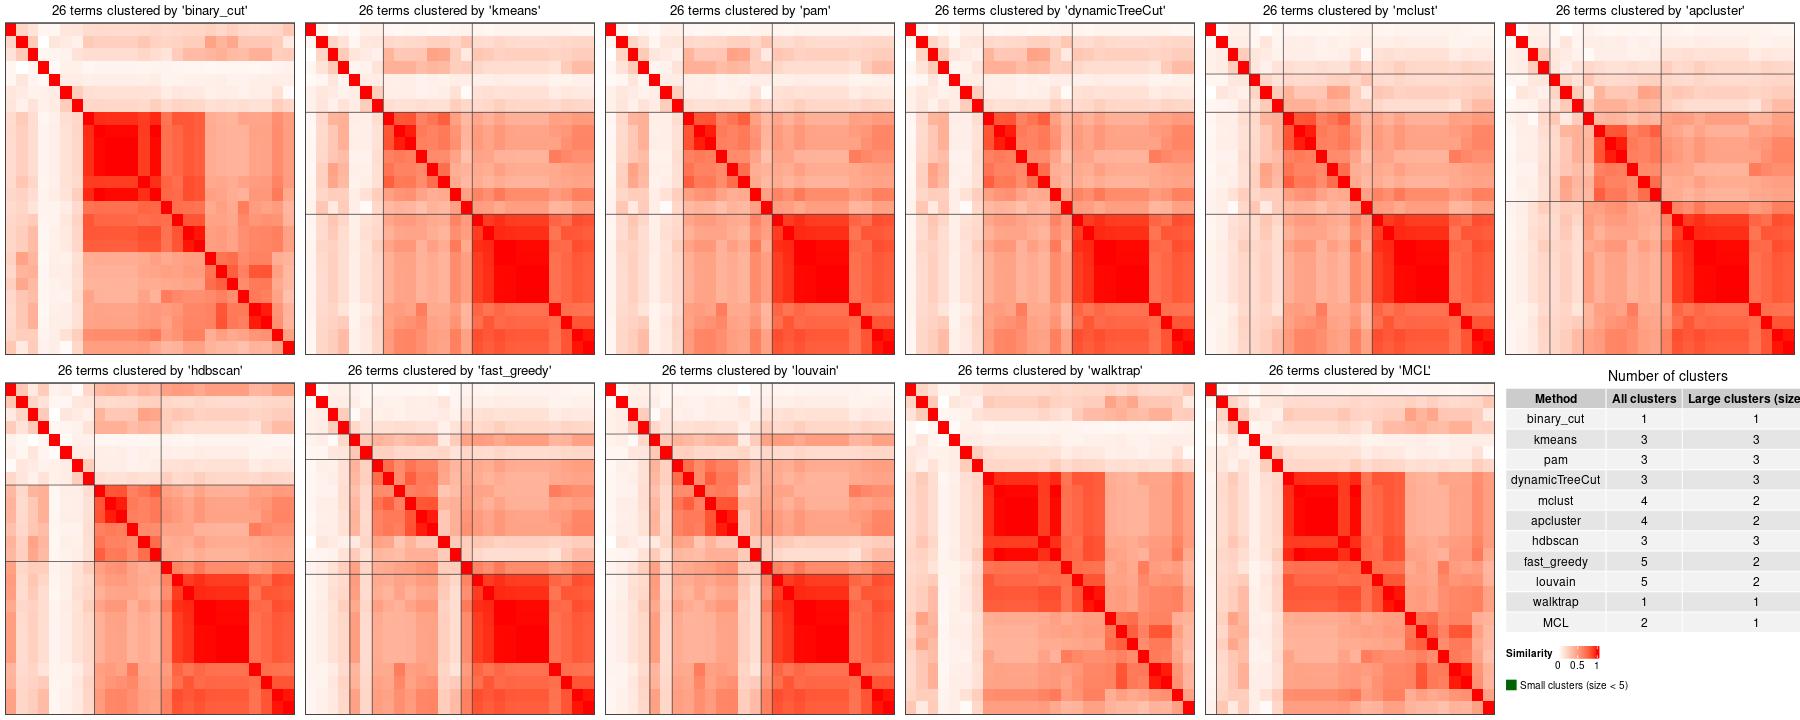 26 terms clustered by 'binary_cut'
26 terms clustered by 'kmeans'
26 terms clustered by 'pam'
26 terms clustered by 'dynamicTreeCut'
26 terms clustered by 'mclust'
26 terms clustered by 'apcluster'
26 terms clustered by 'hdbscan'
26 terms clustered by 'fast_greedy'
26 terms clustered by 'louvain'
26 terms clustered by 'walktrap'
26 terms clustered by 'MCL'
Number of clusters
Method All clusters Large clusters (size
binary_cut 1 1
kmeans 3 3
pam 3 3
dynamicTreeCut 3 3
mclust 4 2
apcluster 4 2
hdbscan 3 3
fast_greedy 5 2
louvain 5 2
walktrap 1 1
MCL 2 1
Similarity
0 0.5 1
Small clusters (size < 5)